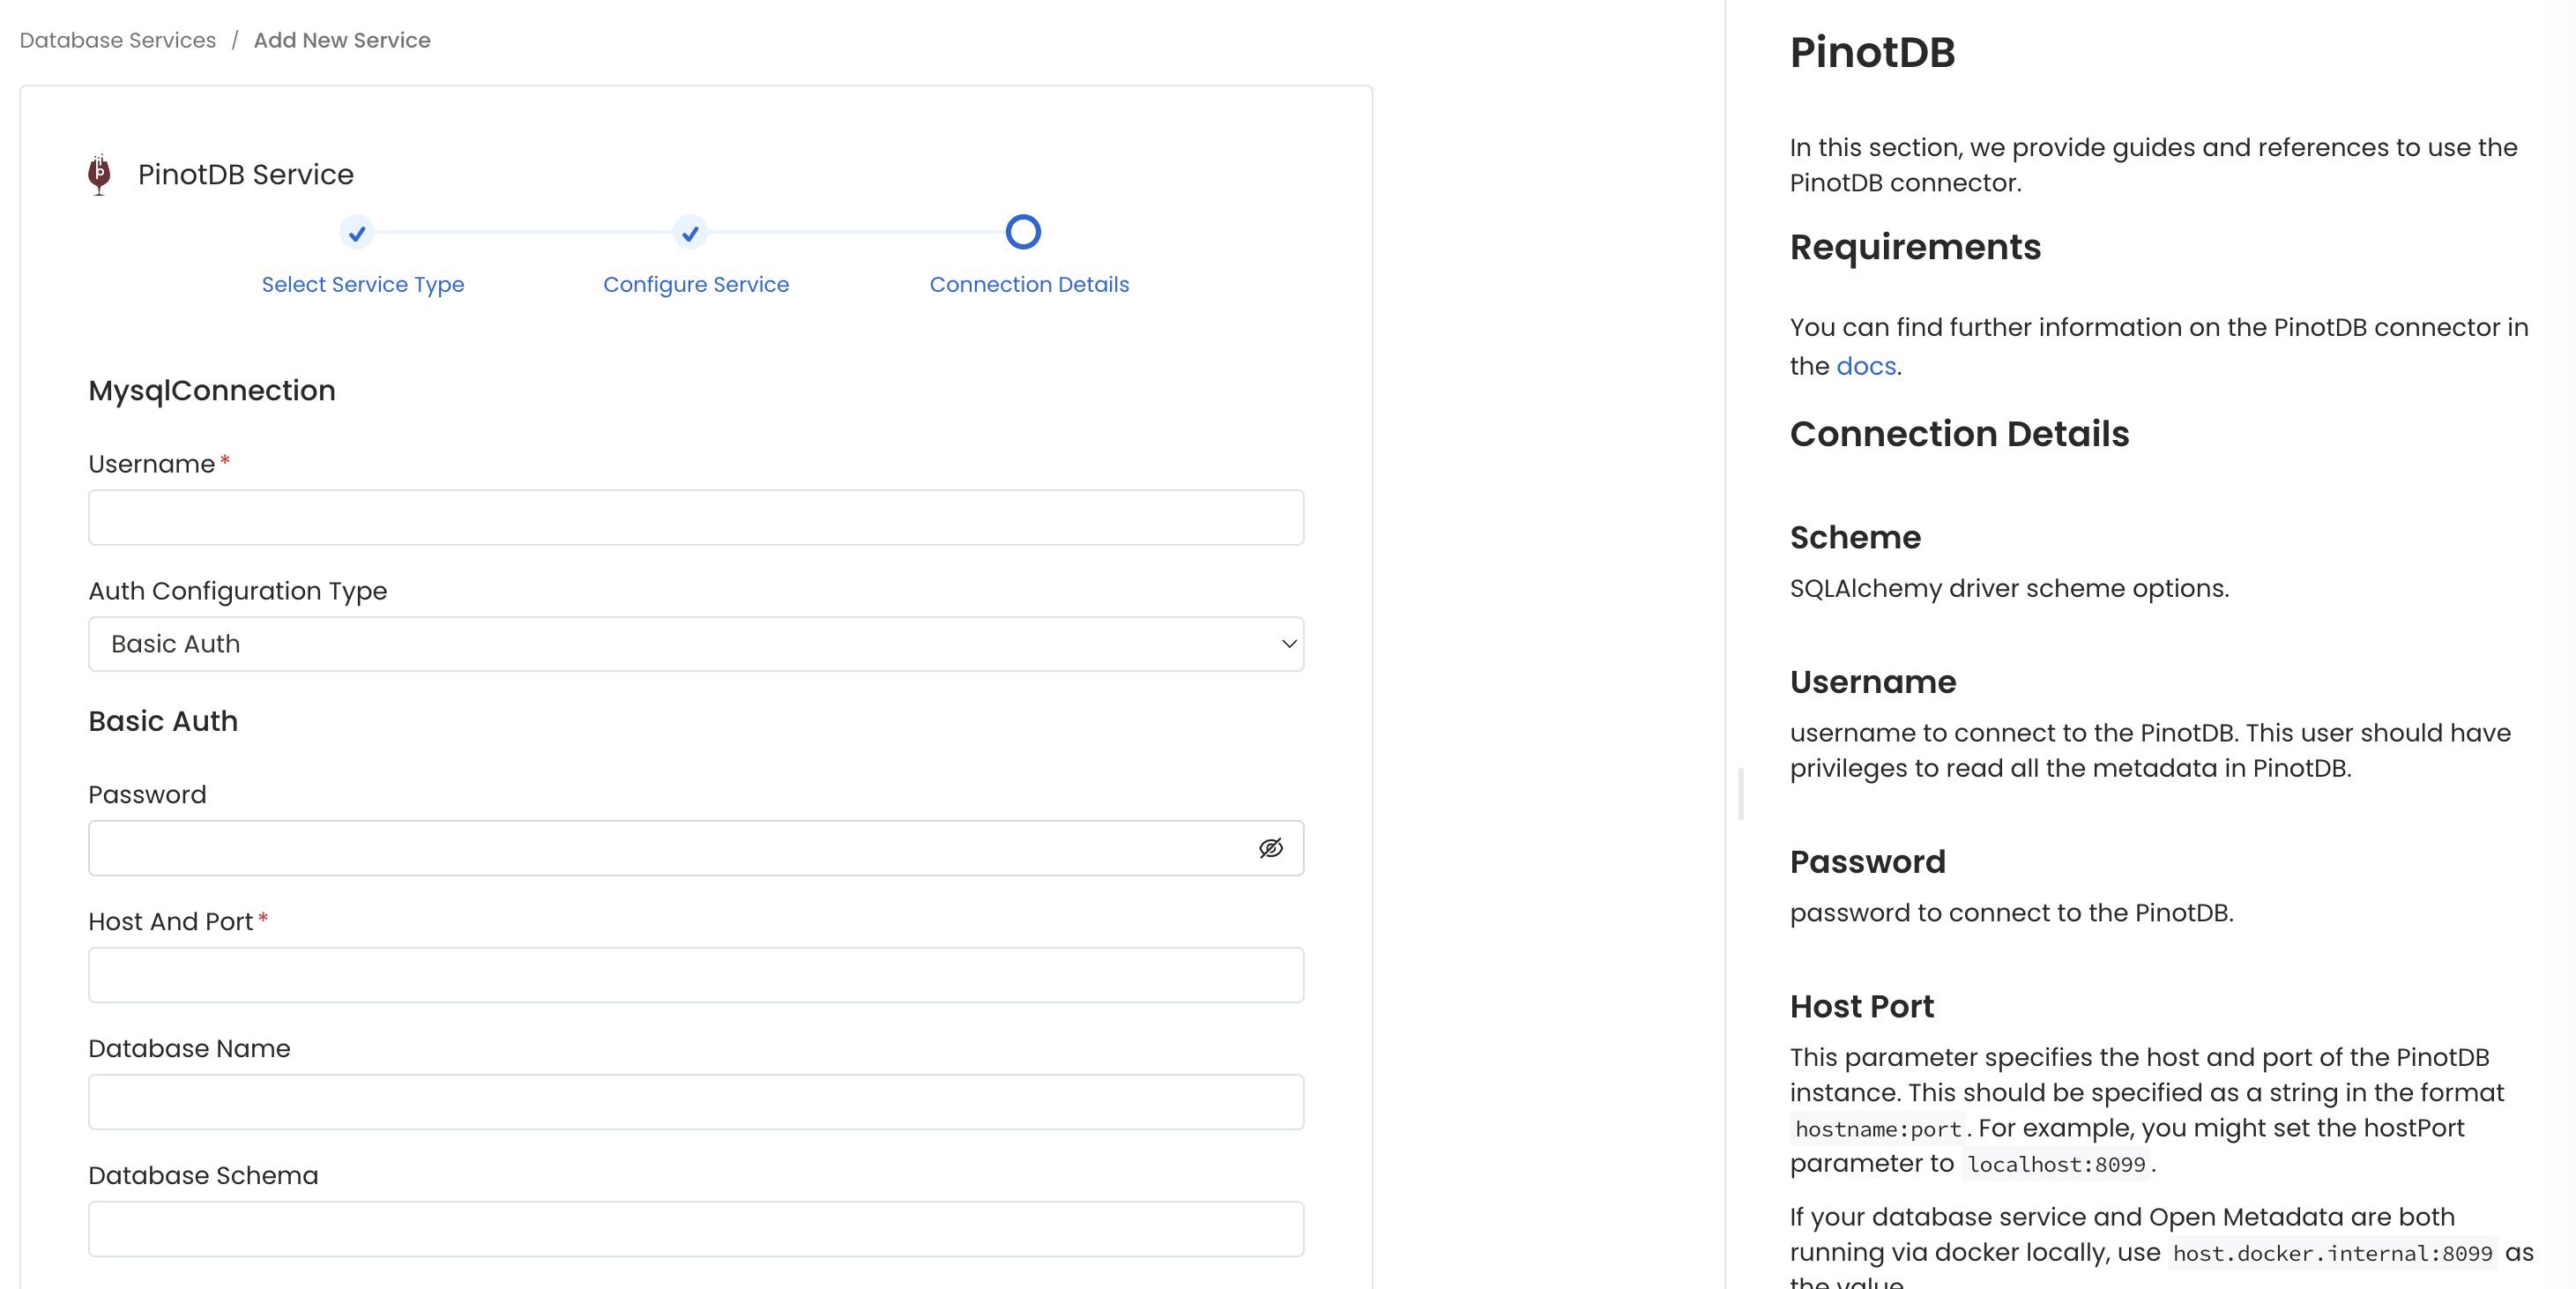 Database Services / Add New Service
PinotDB Service
Select Service Type
Configure Service
Connection Details
MysqlConnection
Username*
Auth Configuration Type
Basic Auth
Basic Auth
Password
Host And Port*
Database Name
Database Schema
PinotDB
In this section, we provide guides and references to use the
PinotDB connector.
Requirements
You can find further information on the PinotDB connector in
the docs.
Connection Details
Scheme
SQLAlchemy driver scheme options.
Username
username to connect to the PinotDB. This user should have
privileges to read all the metadata in PinotDB.
Password
password to connect to the PinotDB.
Host Port
This parameter specifies the host and port of the PinotDB
instance. This should be specified as a string in the format
hostname:port. For example, you might set the hostPort
parameter to localhost:8099.
If your database service and Open Metadata are both
running via docker locally, use host.docker.internal:8099 as
the value